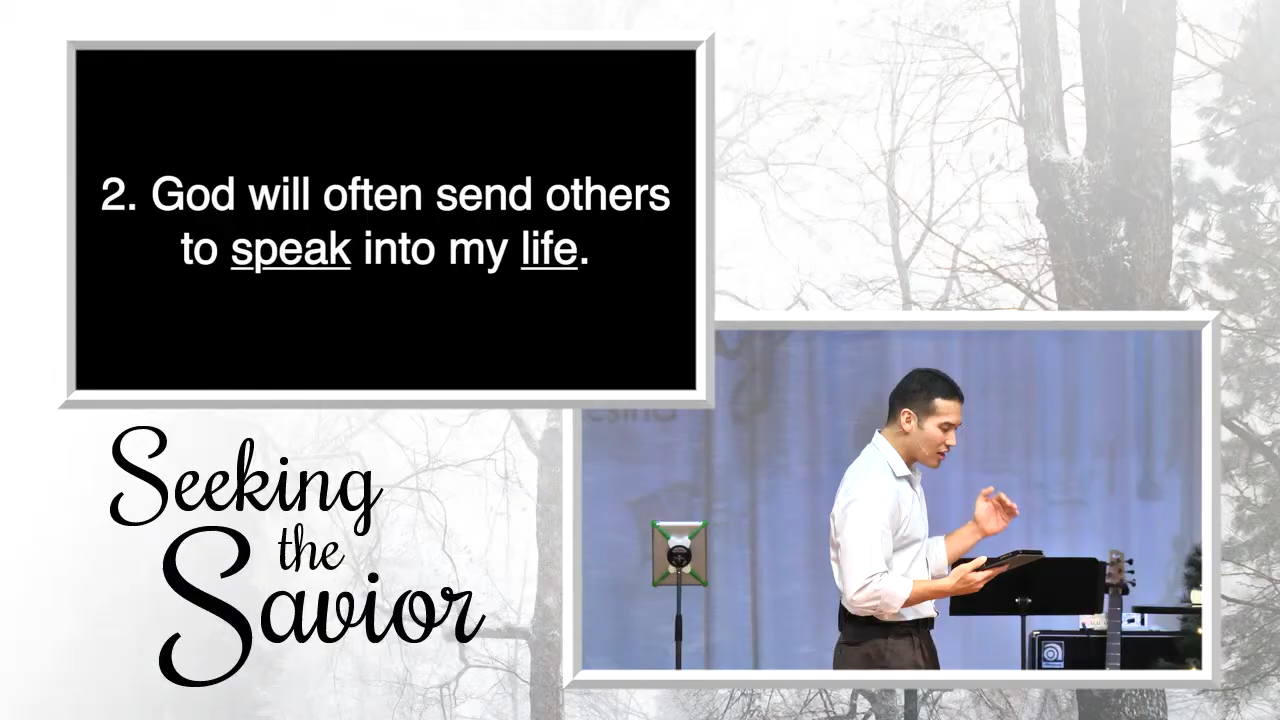 2. God will often send others
to speak into my life.
Seeking
the
Savior